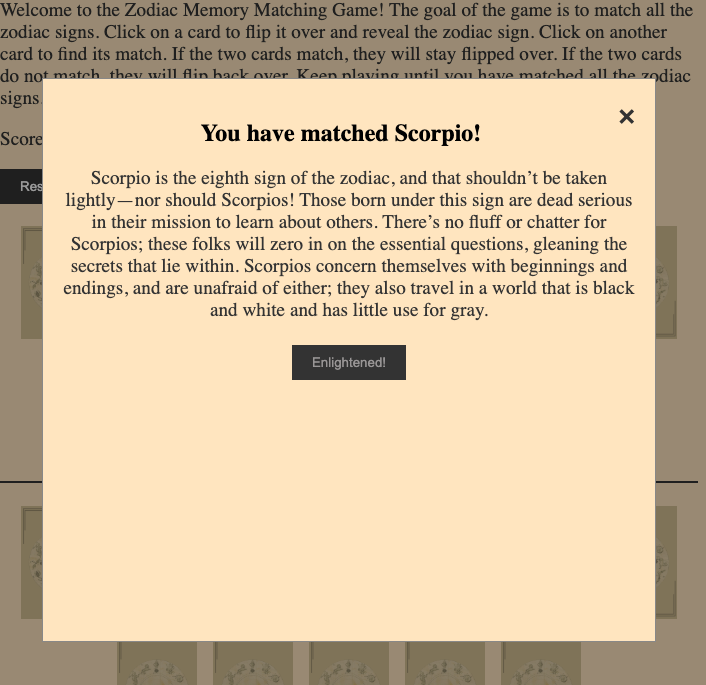 Welcome to the Zodiac Memory Matching Game! The goal of the game is to match all the
zodiac signs. Click on a card to flip it over and reveal the zodiac sign. Click on another
card to find its match. If the two cards match, they will stay flipped over. If the two cards
do not match, they will flip back over. Keep playing until you have matched all the zodiac
signs.
Score
Res
×
You have matched Scorpio!
Scorpio is the eighth sign of the zodiac, and that shouldn’t be taken
lightly—nor should Scorpios! Those born under this sign are dead serious
in their mission to learn about others. There’s no fluff or chatter for
Scorpios; these folks will zero in on the essential questions, gleaning the
secrets that lie within. Scorpios concern themselves with beginnings and
endings, and are unafraid of either; they also travel in a world that is black
and white and has little use for gray.
Enlightened!